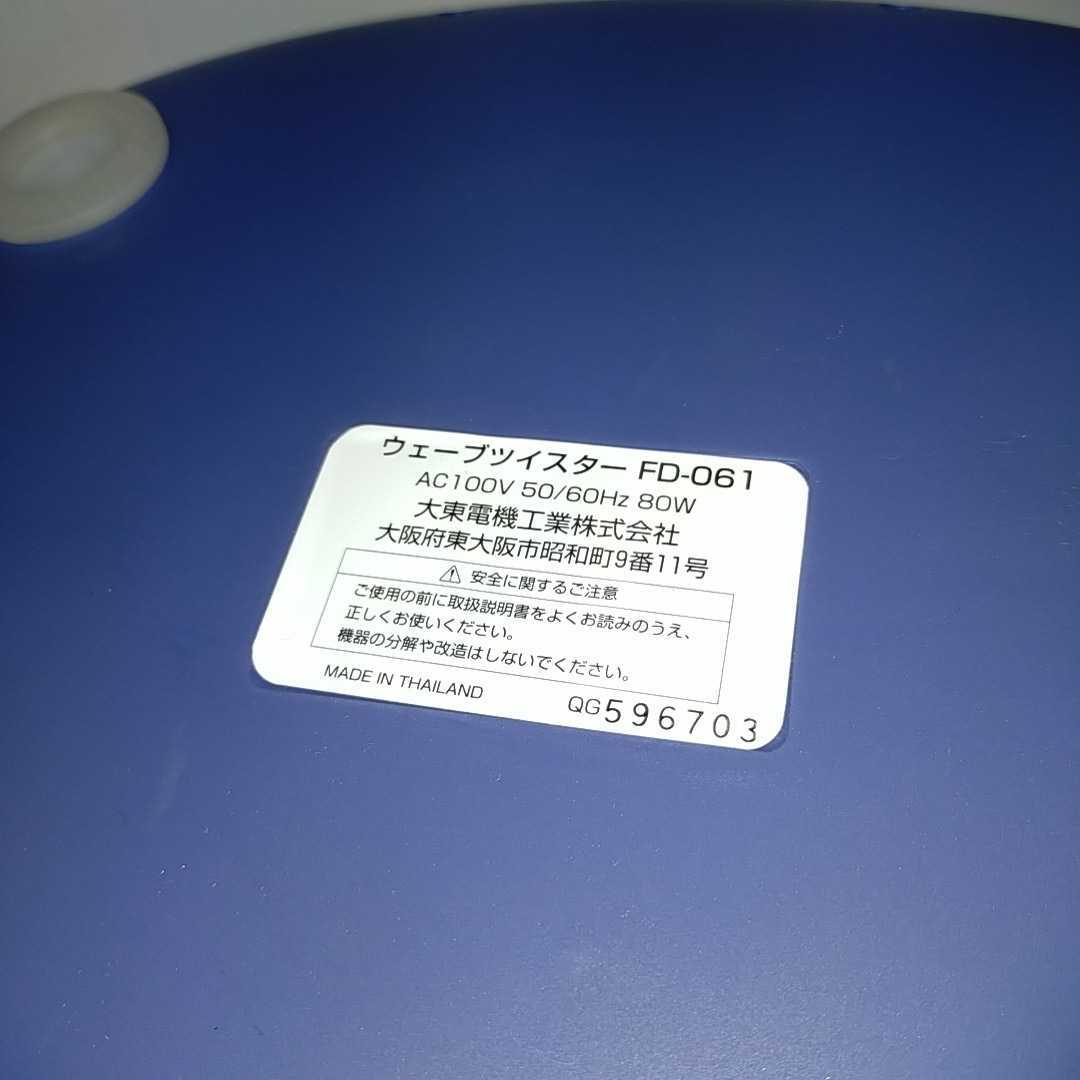 ウェーブツイスター FD-061
AC100V 50/60Hz 80W
大東電機工業株式会社
大阪府東大阪市昭和町9番11号
⚠ 安全に関するご注意
ご使用の前に取扱説明書をよくお読みのうえ、
正しくお使いください。
機器の分解や改造はしないでください。
MADE IN THAILAND
QG596703